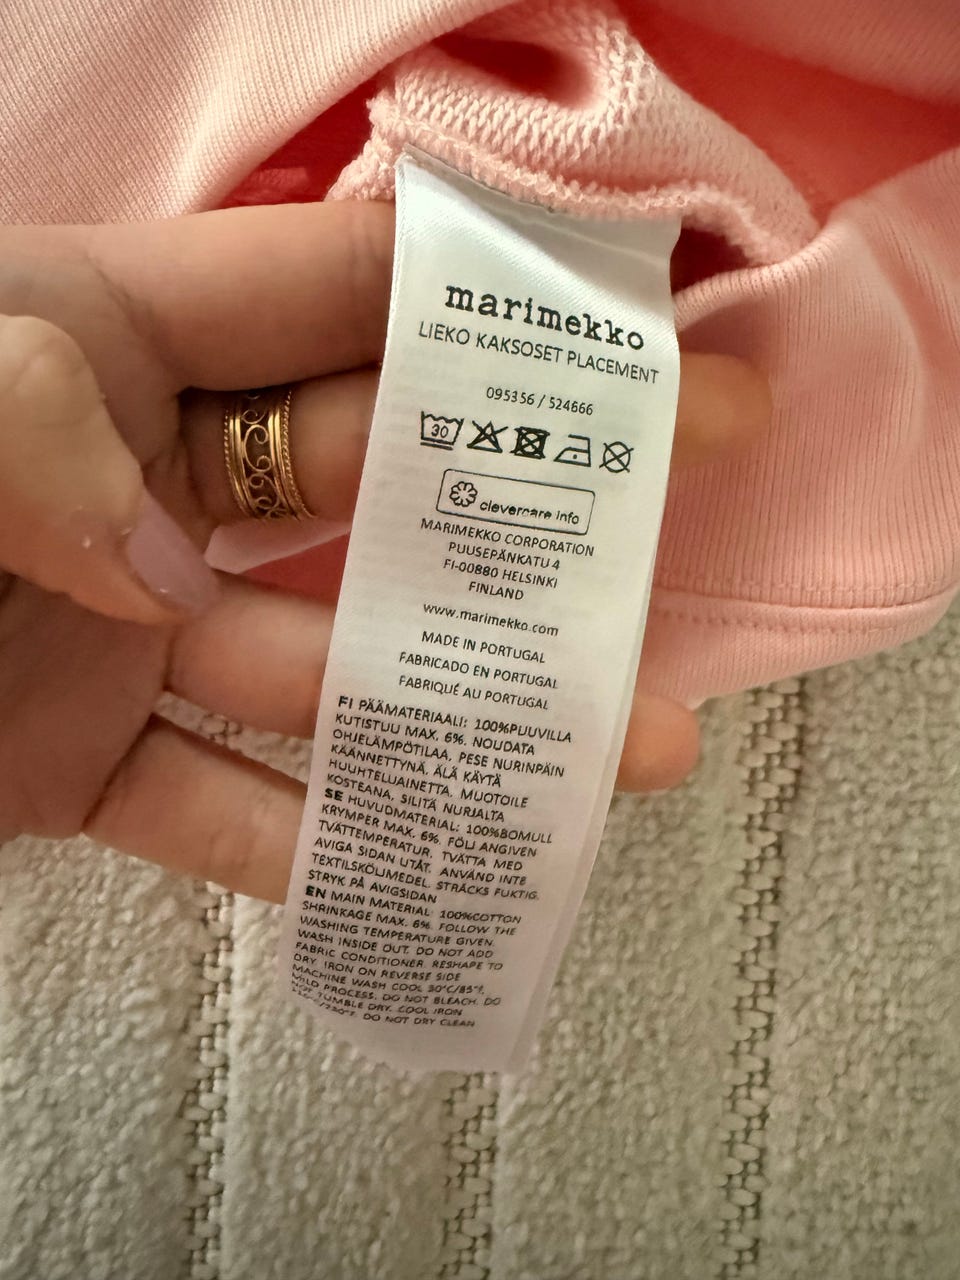 marimekko
LIEKO KAKSOSET PLACEMENT
095356 / 524666
30
clevercare.info
MARIMEKKO CORPORATION
PUUSEPÄNKATU 4
FI-00880 HELSINKI
FINLAND
www.marimekko.com
MADE IN PORTUGAL
FABRICADO EN PORTUGAL
FABRIQUÉ AU PORTUGAL
FI PÄÄMATERIAALI: 100%PUUVILLA
KUTISTUU MAX. 6%. NOUDATA
OHJELÄMPÖTILAA, PESE NURINPÄIN
KÄÄNNETTYNÄ, ÄLÄ KÄYTÄ
HUUHTELUAINETTA, MUOTOILE
KOSTEANA, SILITÄ NURJALTA
SE HUVUDMATERIAL: 100%BOMULL
KRYMPER MAX. 6%. FÖLJ ANGIVEN
TVÄTTEMPERATUR, TVÄTTA MED
AVIGA SIDAN UTÅT, ANVÄND INTE
TEXTILSKÖLJMEDEL, STRÄCKS FUKTIG,
STRYK PÅ AVIGSIDAN
EN MAIN MATERIAL: 100%COTTON
SHRINKAGE MAX. 6%. FOLLOW THE
WASHING TEMPERATURE GIVEN.
WASH INSIDE OUT. DO NOT ADD
FABRIC CONDITIONER. RESHAPE TO
DRY. IRON ON REVERSE SIDE
MACHINE WASH COOL 30°C/85°F,
MILD PROCESS. DO NOT BLEACH. DO
NOT TUMBLE DRY. COOL IRON
DO NOT DRY CLEAN